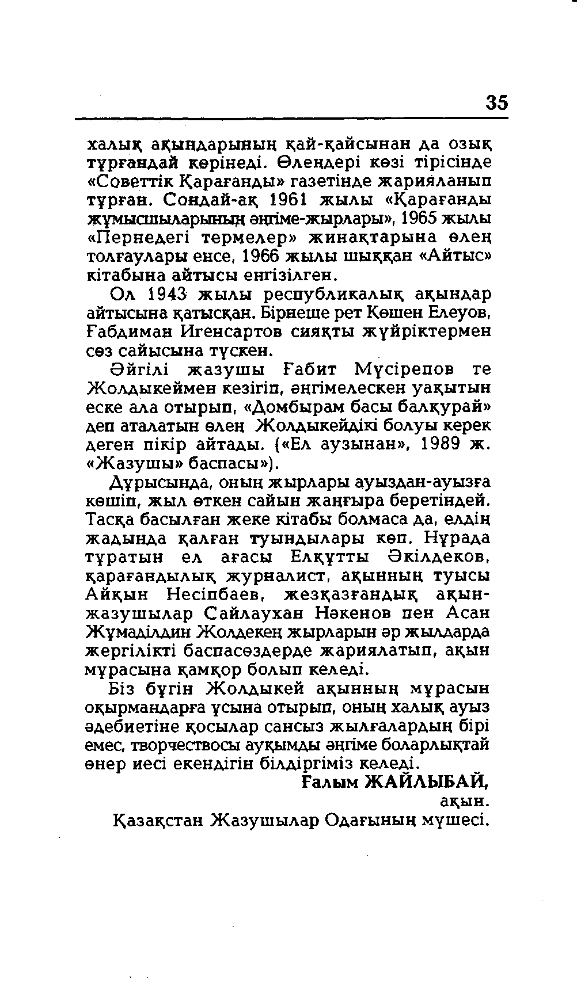 35
халық ақындарының қай-қайсынан да озық
тұрғандай көрінеді. Өлеңдері көзі тірісінде
«Советтік Қарағанды» газетінде жарияланып
тұрған. Сондай-ақ 1961 жылы «Қарағанды
жұмысшыларының әңгіме-жырлары», 1965 жылы
«Пернедегі термелер» жинақтарына өлең
толғаулары енсе, 1966 жылы шыққан «Айтыс»
кітабына айтысы енгізілген.
Ол 1943 жылы республикалық ақындар
айтысына қатысқан. Бірнеше рет Көшен Елеуов,
Ғабдиман Игенсартов сияқты жүйріктермен
сөз сайысына түскен.
Әйгілі жазушы Ғабит Мүсірепов те
Жолдыкеймен кезігіп, әңгімелескен уақытын
еске ала отырып, «Домбырам басы балқурай»
деп аталатын өлең Жолдыкейдікі болуы керек
деген пікір айтады. («Ел аузынан», 1989 ж.
«Жазушы» баспасы»).
Дұрысында, оның жырлары ауыздан-ауызға
көшіп, жыл өткен сайын жаңғыра беретіндей.
Тасқа басылған жеке кітабы болмаса да, елдің
жадында қалған туындылары көп. Нұрада
тұратын ел ағасы Елқұтты Әкілдеков,
қарағандылық журналист, ақынның туысы
Айқын Несіпбаев, жезқазғандық ақын-
жазушылар Сайлаухан Нәкенов пен Асан
Жұмаділдин Жолдекең жырларын әр жылдарда
жергілікті баспасөздерде жариялатып, ақын
мұрасына қамқор болып келеді.
Біз бүгін Жолдыкей ақынның мұрасын
оқырмандарға ұсына отырып, оның халық ауыз
әдебиетіне қосылар сансыз жылғалардың бірі
емес, творчествосы ауқымды әңгіме боларлықтай
өнер иесі екендігін білдіргіміз келеді.
Ғалым ЖАЙЛЫБАЙ,
ақын.
Қазақстан Жазушылар Одағының мүшесі.